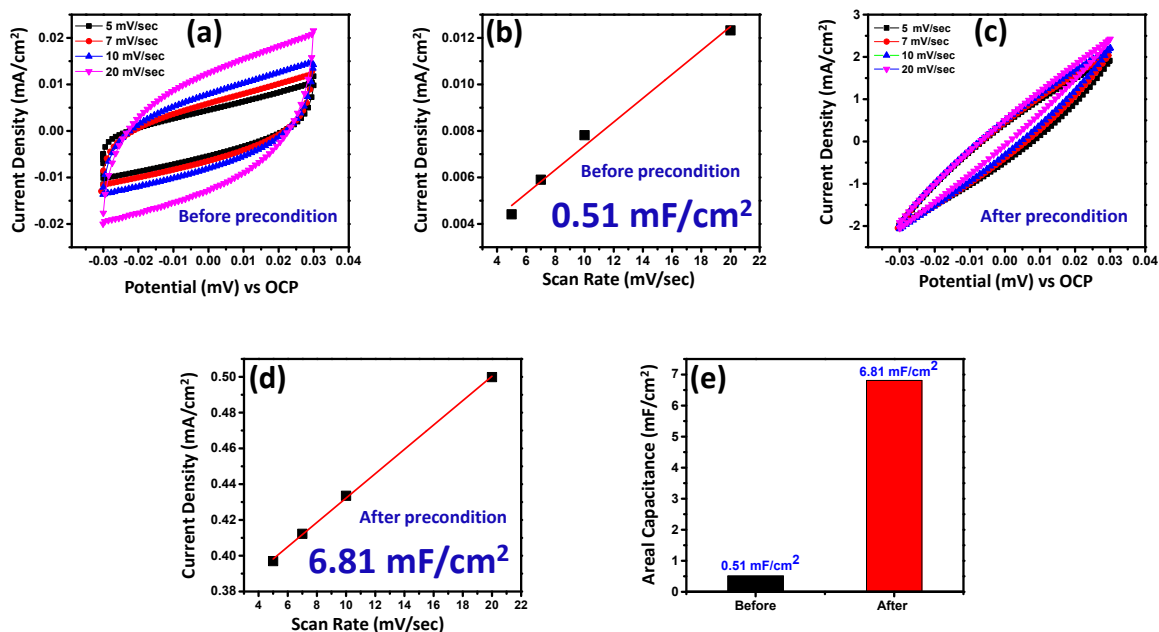 (a)
5 mV/sec
7 mV/sec
10 mV/sec
20 mV/sec
Before precondition
0.02
0.01
0.00
-0.01
-0.02
Current Density (mA/cm²)
-0.03 -0.02 -0.01 0.00 0.01 0.02 0.03 0.04
Potential (mV) vs OCP
(b)
Before precondition
0.51 mF/cm²
0.012
0.010
0.008
0.006
0.004
Current Density (mA/cm²)
4 6 8 10 12 14 16 18 20 22
Scan Rate (mV/sec)
(c)
5 mV/sec
7 mV/sec
10 mV/sec
20 mV/sec
After precondition
3
2
1
0
-1
-2
Current Density (mA/cm²)
-0.03 -0.02 -0.01 0.00 0.01 0.02 0.03 0.04
Potential (mV) vs OCP
(d)
After precondition
6.81 mF/cm²
0.50
0.48
0.46
0.44
0.42
0.40
0.38
Current Density (mA/cm²)
4 6 8 10 12 14 16 18 20 22
Scan Rate (mV/sec)
(e)
6.81 mF/cm²
0.51 mF/cm²
7
6
5
4
3
2
1
0
Areal Capacitance (mF/cm²)
Before After